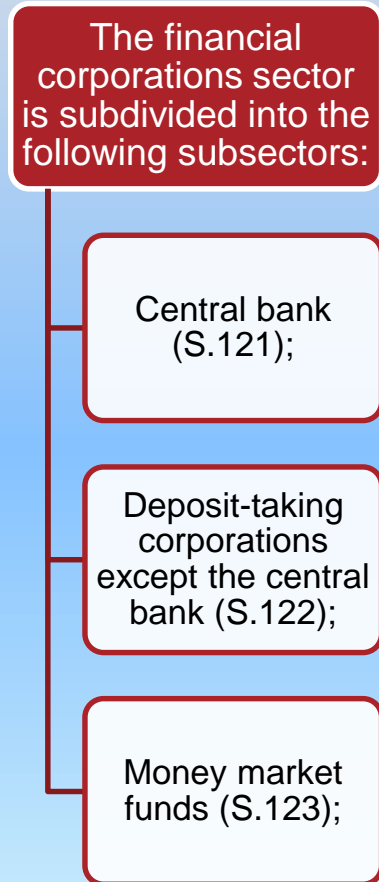 The financial
corporations sector
is subdivided into the
following subsectors:
Central bank
(S.121);
Deposit-taking
corporations
except the central
bank (S.122);
Money market
funds (S.123);